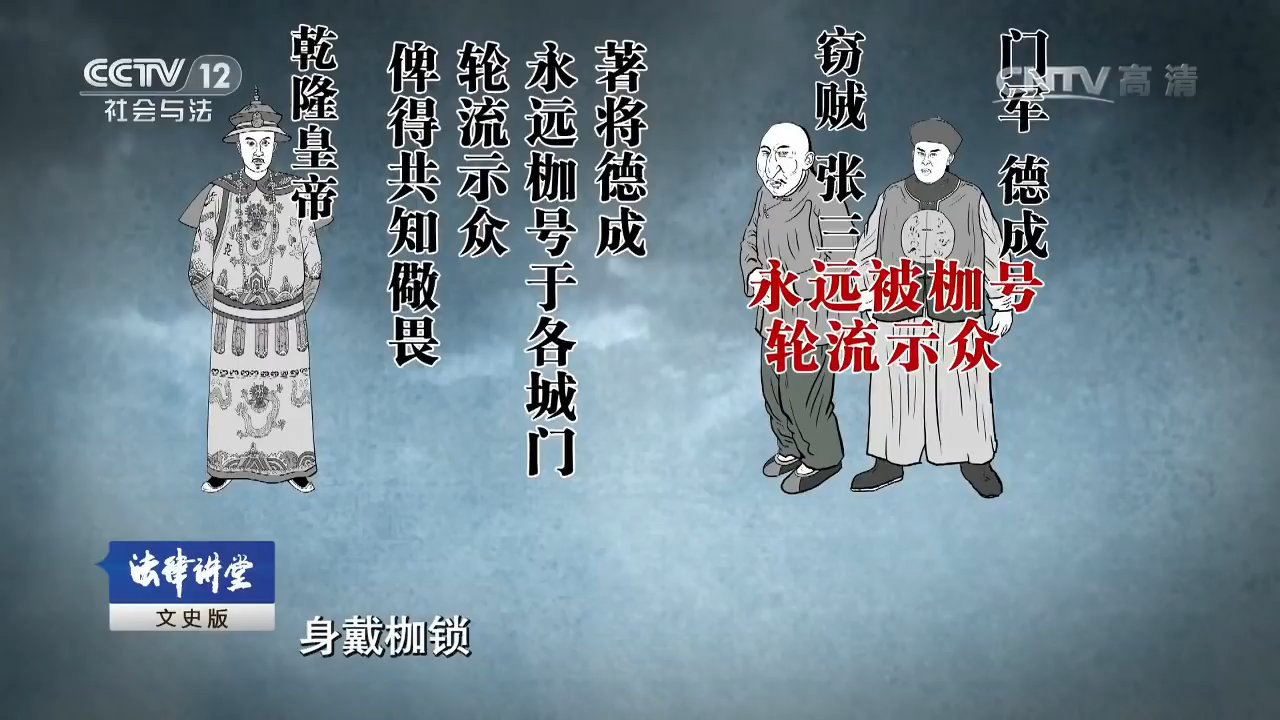 CCTV 12
社会与法
CNTV 高清
乾隆皇帝
著将德成
永远枷号于各城门
轮流示众
俾得共知儆畏
窃贼 张三
门军 德成
永远被枷号
轮流示众
法律讲堂
文史版
身戴枷锁